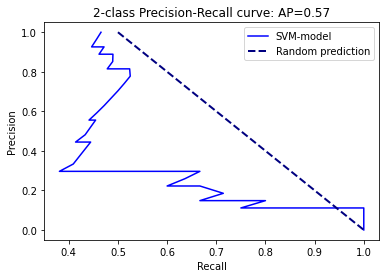 2-class Precision-Recall curve: AP=0.57
SVM-model
Random prediction
Precision
1.0
0.8
0.6
0.4
0.2
0.0
0.4 0.5 0.6 0.7 0.8 0.9 1.0
Recall